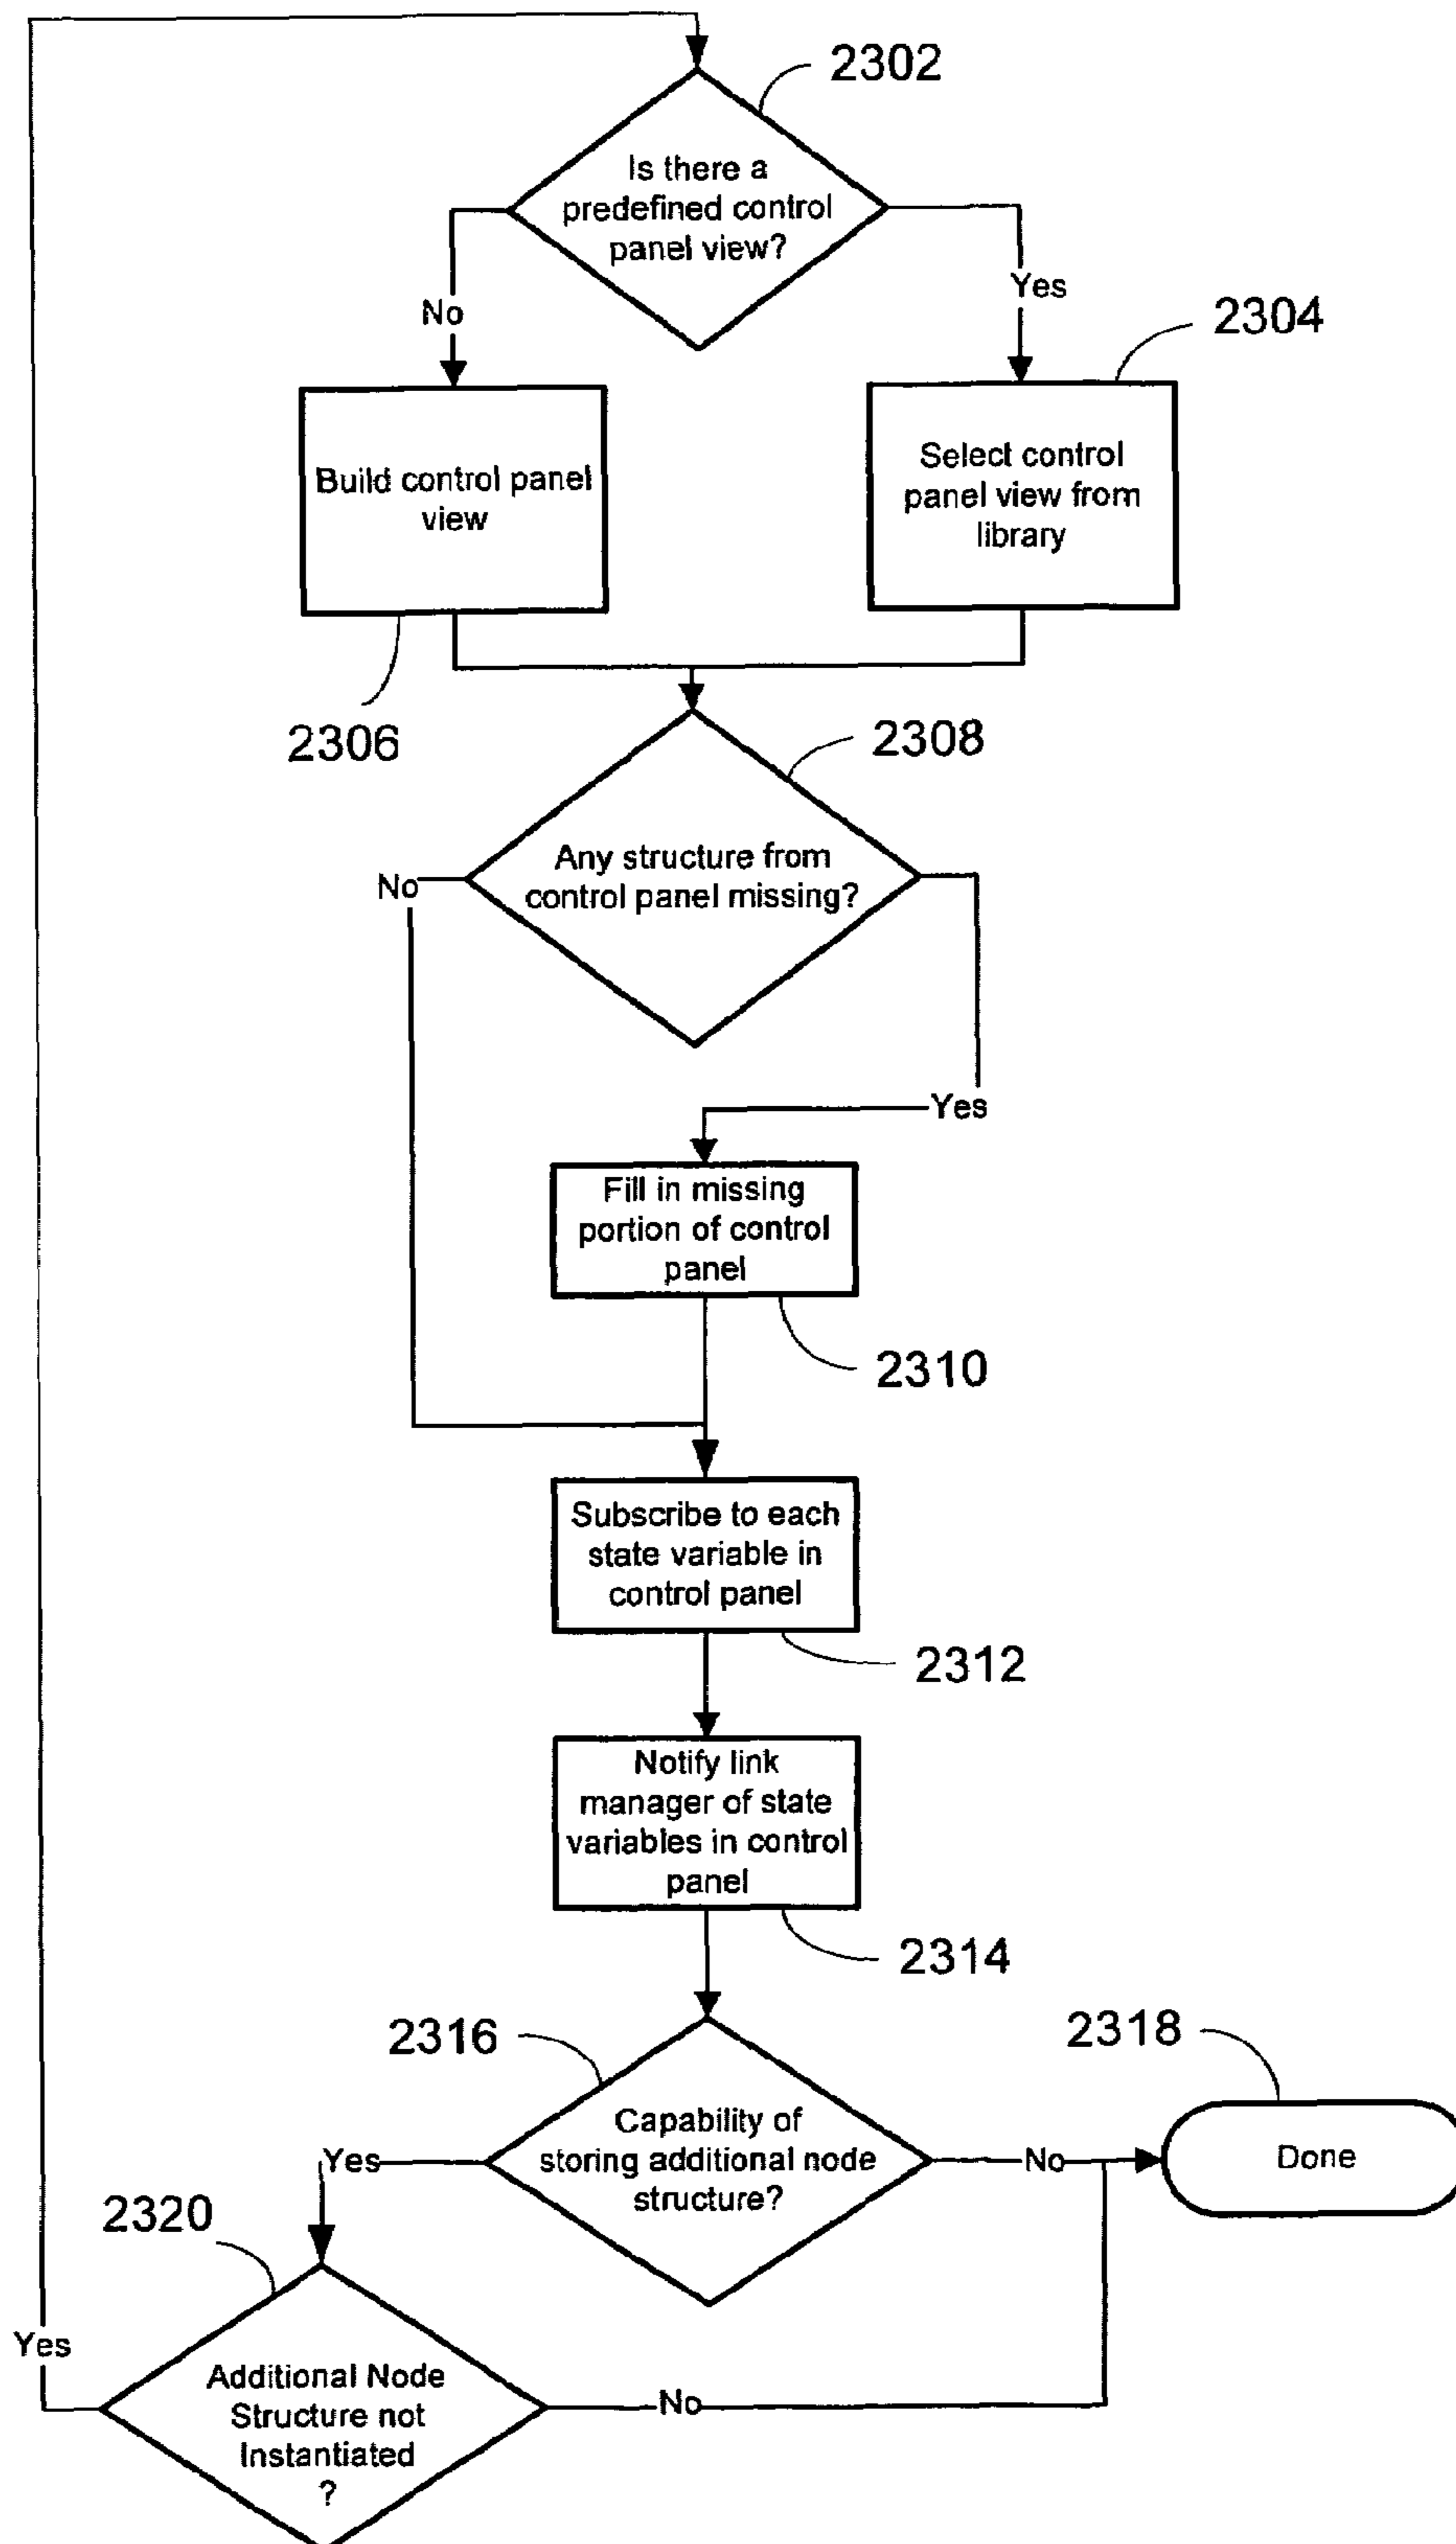 2302
Is there a
predefined control
panel view?
No
Yes
2304
Build control panel
view
Select control
panel view from
library
2306
2308
Any structure from
control panel missing?
No
Yes
Fill in missing
portion of control
panel
2310
Subscribe to each
state variable in
control panel
2312
Notify link
manager of state
variables in control
panel
2314
2316
2318
Capability of
storing additional node
structure?
Yes
No
Done
2320
Yes
Additional Node
Structure not
Instantiated
?
No